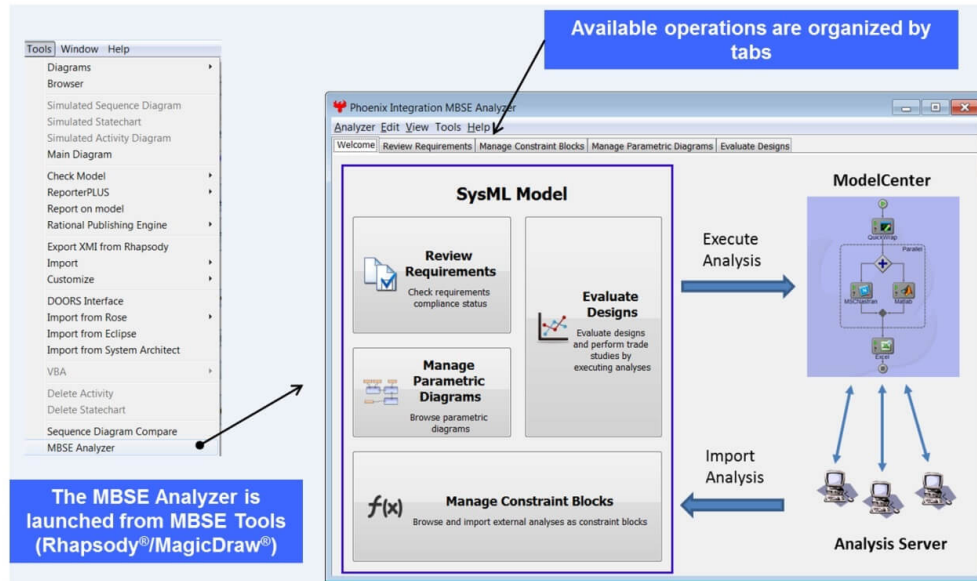 Available operations are organized by
tabs
Tools Window Help
Diagrams
Browser
Simulated Sequence Diagram
Simulated Statechart
Simulated Activity Diagram
Main Diagram
Check Model
ReporterPLUS
Report on model
Rational Publishing Engine
Export XMI from Rhapsody
Import
Customize
DOORS Interface
Import from Rose
Import from Eclipse
Import from System Architect
VBA
Delete Activity
Delete Statechart
Sequence Diagram Compare
MBSE Analyzer
The MBSE Analyzer is
launched from MBSE Tools
(Rhapsody®/MagicDraw®)
Phoenix Integration MBSE Analyzer
Analyzer Edit View Tools Help
Welcome Review Requirements Manage Constraint Blocks Manage Parametric Diagrams Evaluate Designs
SysML Model
Review
Requirements
Check requirements
compliance status
Manage
Parametric
Diagrams
Browse parametric
diagrams
Evaluate
Designs
Evaluate designs
and perform trade
studies by
executing analyses
f(x)
Manage Constraint Blocks
Browse and import external analyses as constraint blocks
Execute
Analysis
Import
Analysis
ModelCenter
QuickWrap
Parallel
MSCNastran
Matlab
Excel
Analysis Server